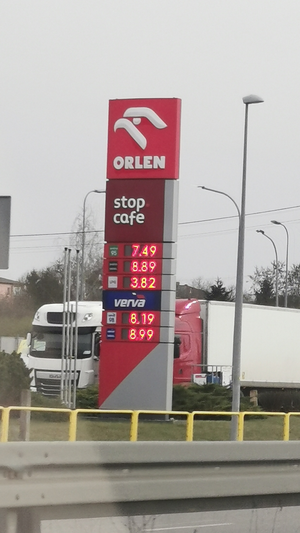 ORLEN
stop
cafe
7.49
8.89
3.82
verva
8.19
8.99